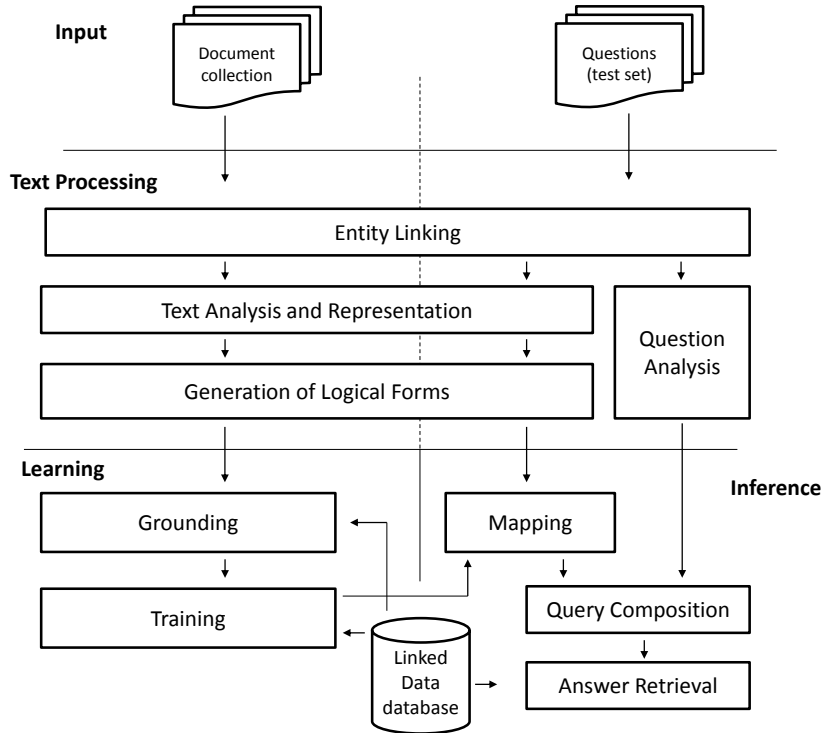 Input
Document
collection
Questions
(test set)
Text Processing
Entity Linking
Text Analysis and Representation
Question
Analysis
Generation of Logical Forms
Learning
Inference
Grounding
Mapping
Training
Query Composition
Linked
Data
database
Answer Retrieval